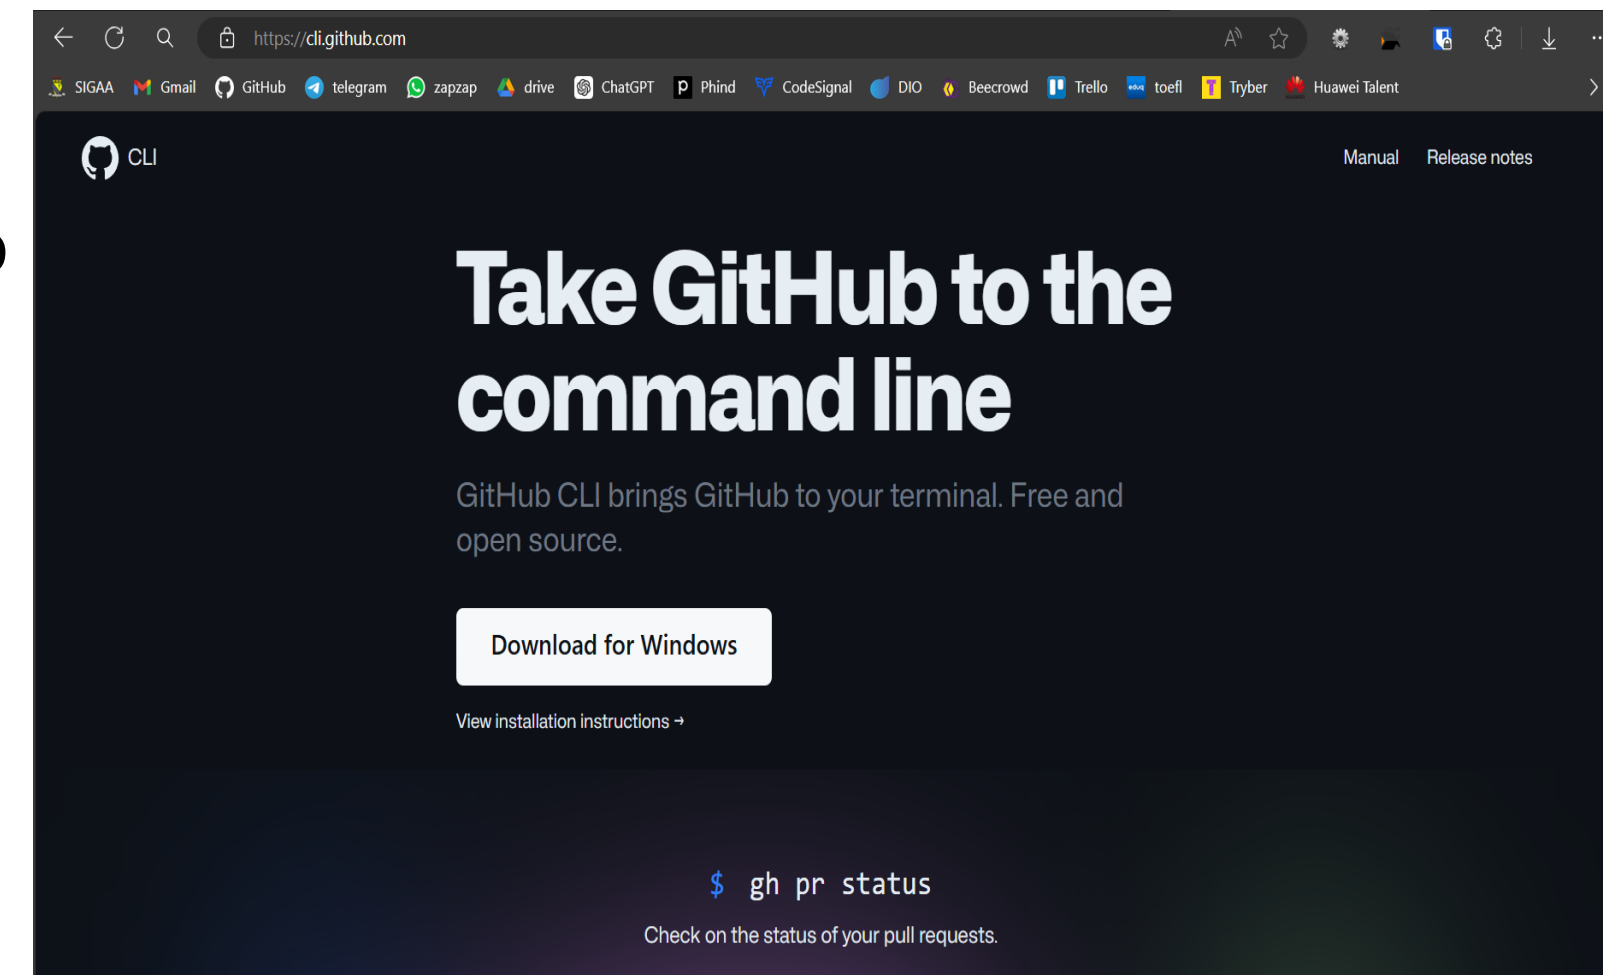 https://cli.github.com
SIGAA Gmail GitHub telegram zapzap drive ChatGPT Phind CodeSignal DIO Beecrowd Trello toefl Tryber Huawei Talent
CLI Manual Release notes
Take GitHub to the
command line
GitHub CLI brings GitHub to your terminal. Free and
open source.
Download for Windows
View installation instructions →
$ gh pr status
Check on the status of your pull requests.